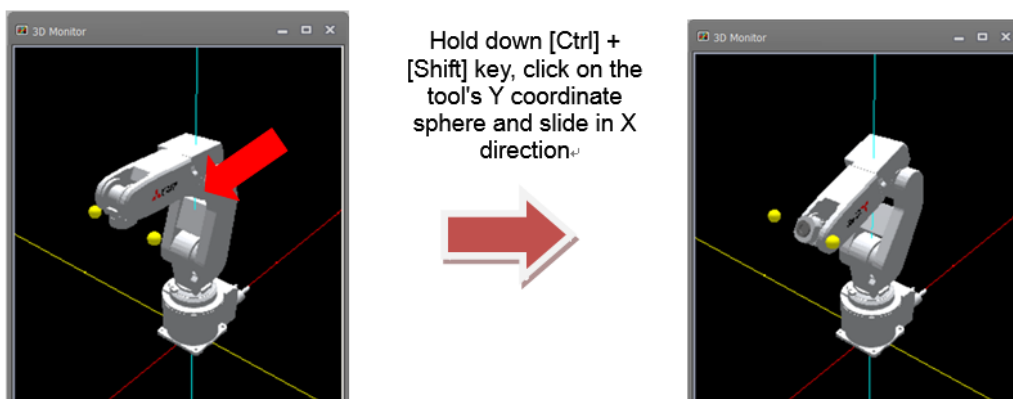 3D Monitor
Hold down [Ctrl] +
[Shift] key, click on the
tool's Y coordinate
sphere and slide in X
direction
3D Monitor